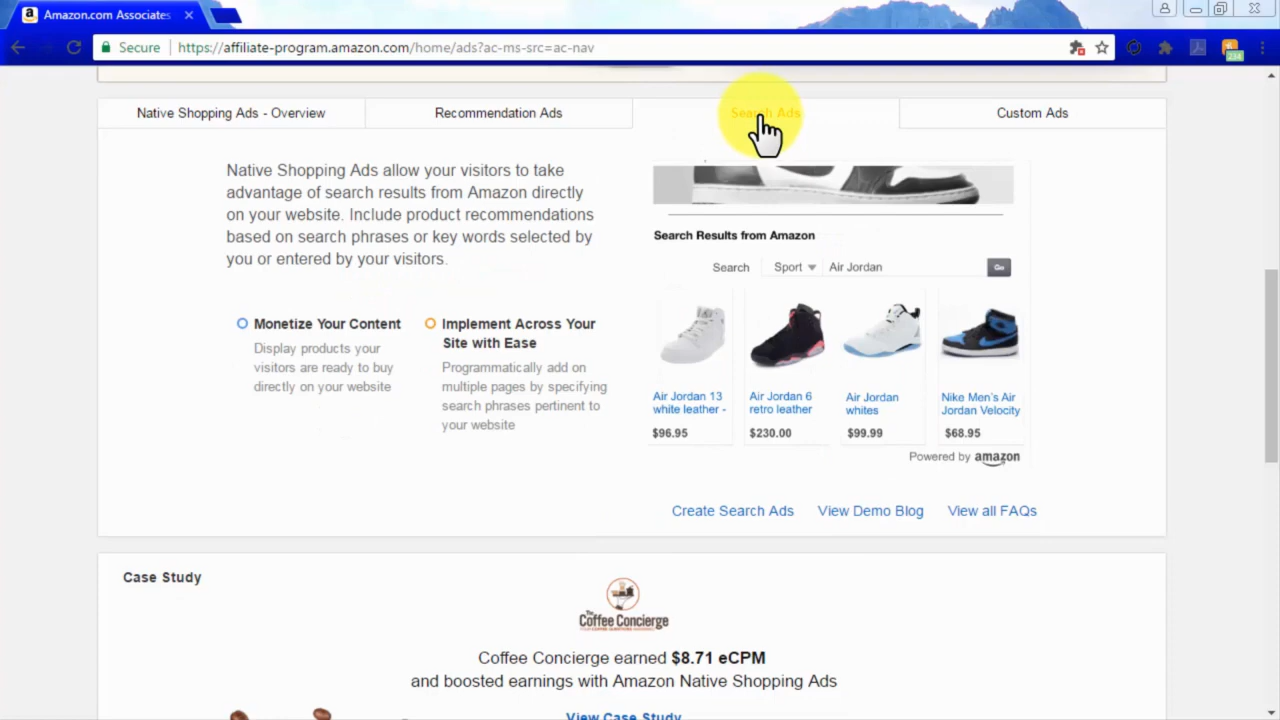 Amazon.com Associates
Secure
https://affiliate-program.amazon.com/home/ads?ac-ms-src=ac-nav
234
Native Shopping Ads - Overview
Recommendation Ads
Search Ads
Custom Ads
Native Shopping Ads allow your visitors to take
advantage of search results from Amazon directly
on your website. Include product recommendations
based on search phrases or key words selected by
you or entered by your visitors.
Monetize Your Content
Display products your
visitors are ready to buy
directly on your website
Implement Across Your
Site with Ease
Programmatically add on
multiple pages by specifying
search phrases pertinent to
your website
Search Results from Amazon
Search Sport Air Jordan Go
Air Jordan 13
white leather -
$96.95
Air Jordan 6
retro leather
$230.00
Air Jordan
whites
$99.99
Nike Men's Air
Jordan Velocity
$68.95
Powered by amazon
Create Search Ads
View Demo Blog
View all FAQs
Case Study
The
Coffee Concierge
Coffee Concierge earned $8.71 eCPM
and boosted earnings with Amazon Native Shopping Ads
View Case Study